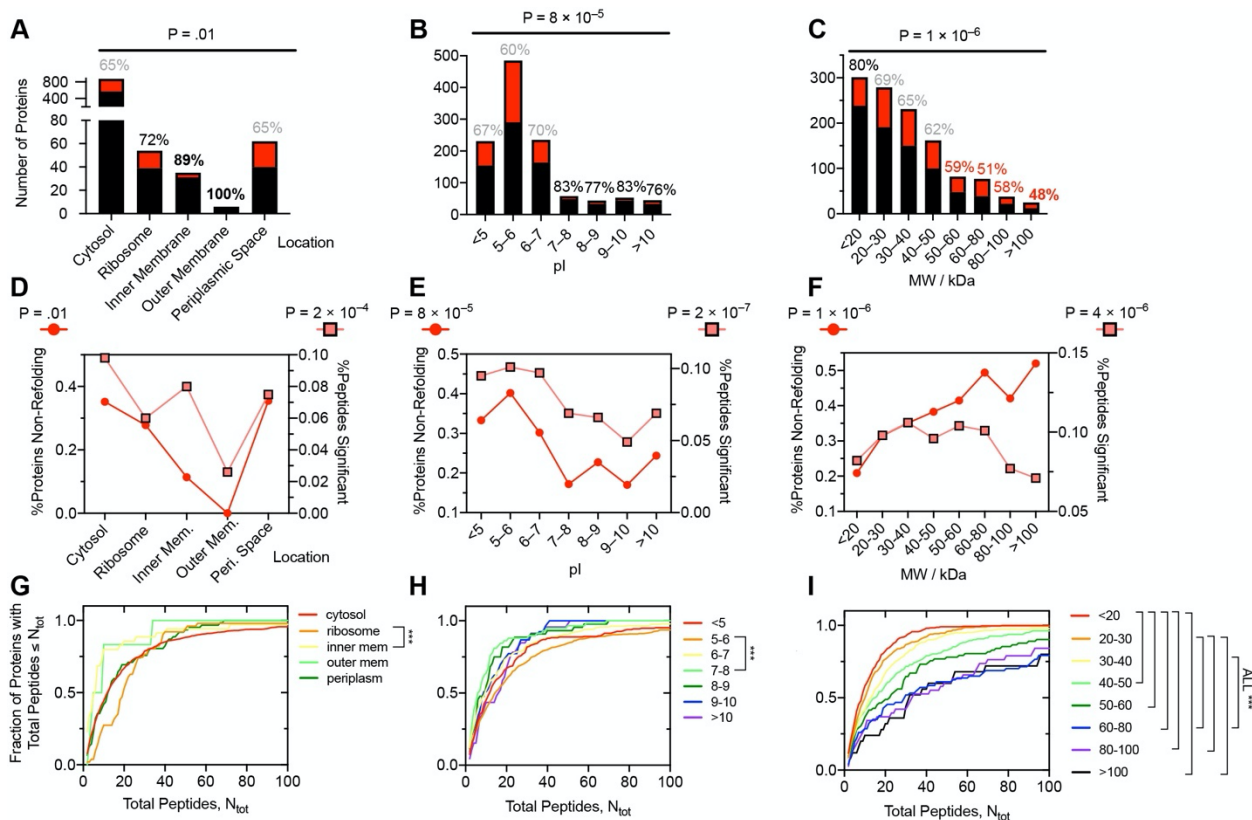 A
P = .01
Number of Proteins
800
400
80
60
40
20
0
65%
72%
89%
100%
65%
Cytosol
Ribosome
Inner Membrane
Outer Membrane
Periplasmic Space
Location
B
P = 8 × 10⁻⁵
500
400
300
200
100
0
67%
60%
70%
83%
77%
83%
76%
<5
5–6
6–7
7–8
8–9
9–10
>10
pI
C
P = 1 × 10⁻⁶
300
200
100
0
80%
69%
65%
62%
59%
51%
58%
48%
<20
20–30
30–40
40–50
50–60
60–80
80–100
>100
MW / kDa
D
P = .01
P = 2 × 10⁻⁴
%Proteins Non-Refolding
0.4
0.2
0.0
0.10
0.08
0.06
0.04
0.02
0.00
%Peptides Significant
Cytosol
Ribosome
Inner Mem.
Outer Mem.
Peri. Space
Location
E
P = 8 × 10⁻⁵
P = 2 × 10⁻⁷
%Proteins Non-Refolding
0.5
0.4
0.3
0.2
0.1
0.10
0.05
0.00
%Peptides Significant
<5
5–6
6–7
7–8
8–9
9–10
>10
pI
F
P = 1 × 10⁻⁶
P = 4 × 10⁻⁶
%Proteins Non-Refolding
0.6
0.5
0.4
0.3
0.2
0.1
0.15
0.10
0.05
%Peptides Significant
<20
20-30
30-40
40-50
50-60
60-80
80-100
>100
MW / kDa
G
Fraction of Proteins with
Total Peptides ≤ Ntot
1.0
0.5
0.0
0
20
40
60
80
100
Total Peptides, Ntot
cytosol
ribosome
inner mem
outer mem
periplasm
***
H
1.0
0.5
0.0
0
20
40
60
80
100
Total Peptides, Ntot
<5
5-6
6-7
7-8
8-9
9-10
>10
***
I
1.0
0.5
0.0
0
20
40
60
80
100
Total Peptides, Ntot
<20
20-30
30-40
40-50
50-60
60-80
80-100
>100
ALL ***